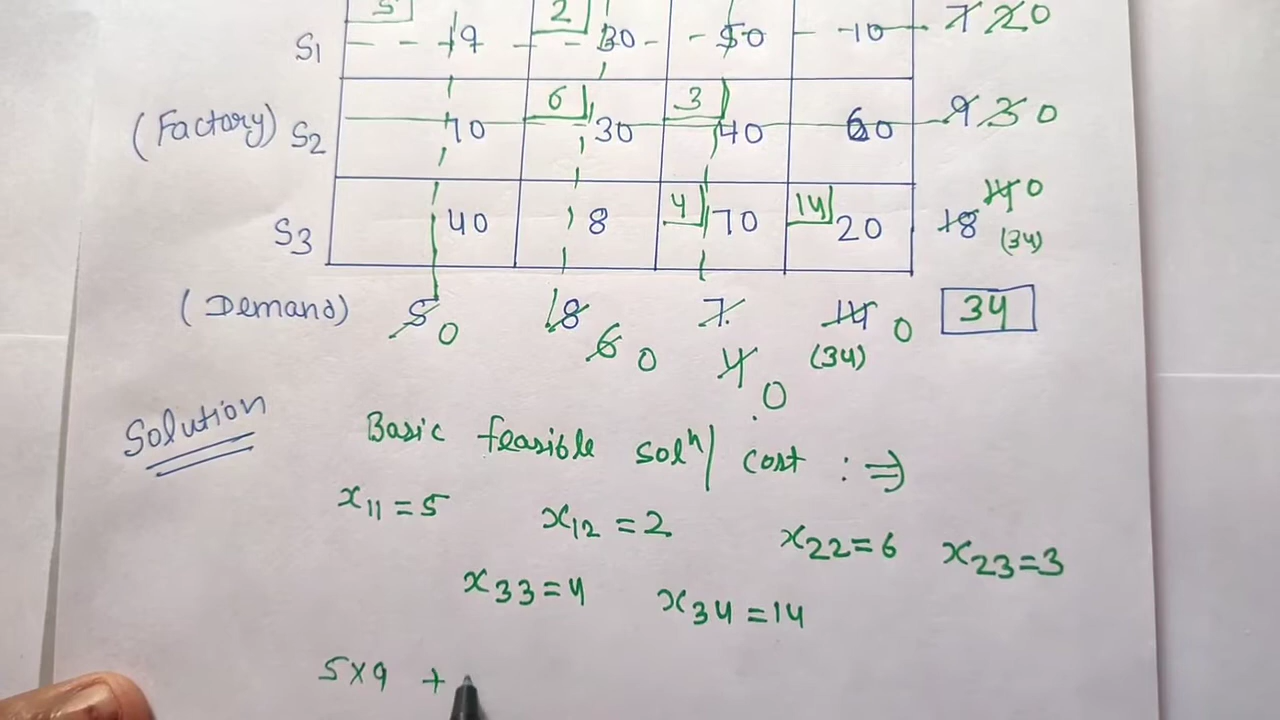 5 2
S1 19 30 50 10 7 2 0
6 3
(Factory) S2 70 30 40 60 9 3 0
4 14 14 0
S3 40 8 70 20 18 (34)
(Demand) 5 0 8 6 0 7 4 0 14 0 (34) 34
Solution Basic feasible solⁿ/ cost : ⇒
x11=5 x12=2 x22=6 x23=3
x33=4 x34=14
5×9 +